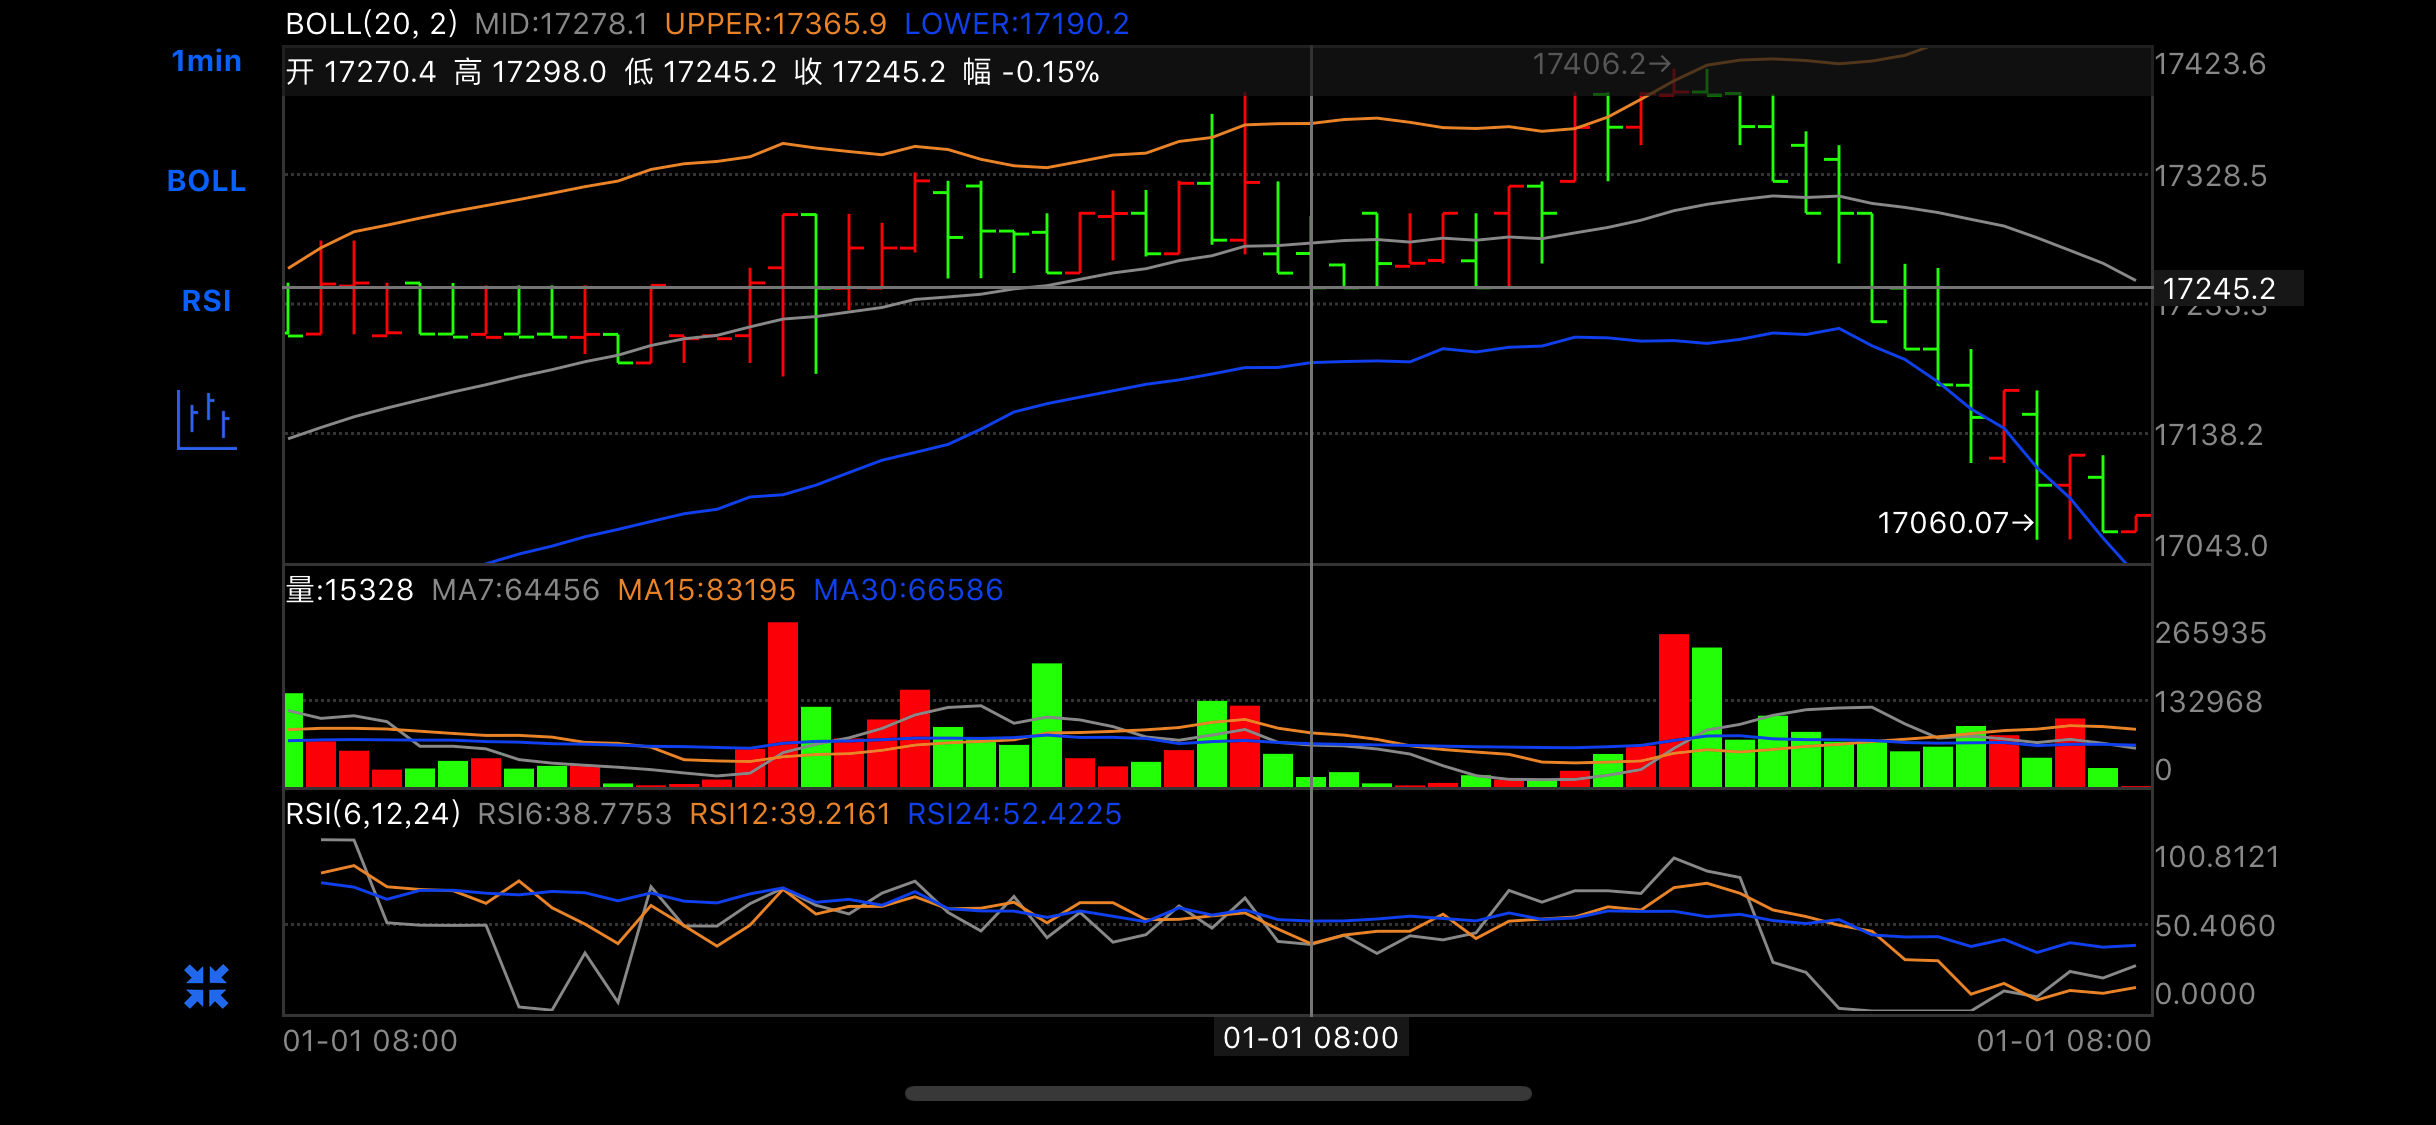 BOLL(20, 2) MID:17278.1 UPPER:17365.9 LOWER:17190.2
1min
开 17270.4 高 17298.0 低 17245.2 收 17245.2 幅 -0.15%
17406.2→
17423.6
BOLL
17328.5
RSI
17245.2
17233.3
17138.2
17060.07→
17043.0
量:15328 MA7:64456 MA15:83195 MA30:66586
265935
132968
0
RSI(6,12,24) RSI6:38.7753 RSI12:39.2161 RSI24:52.4225
100.8121
50.4060
0.0000
01-01 08:00 01-01 08:00 01-01 08:00